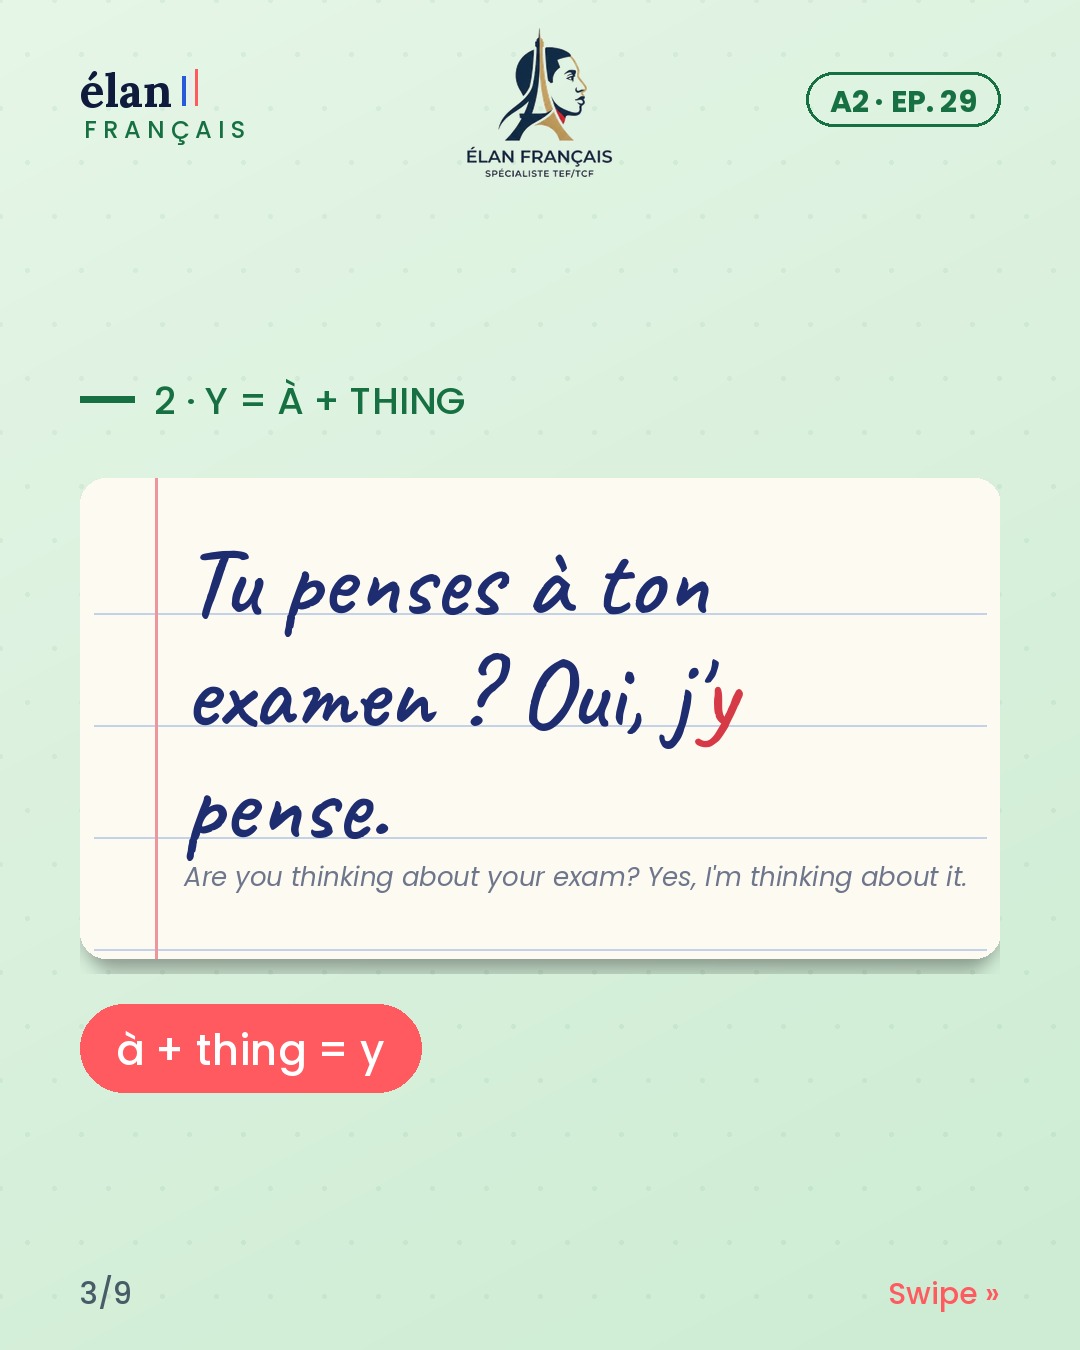 élan
FRANÇAIS
ÉLAN FRANÇAIS
SPÉCIALISTE TEF/TCF
A2 · EP. 29
2 · Y = À + THING
Tu penses à ton
examen ? Oui, j'y
pense.
Are you thinking about your exam? Yes, I'm thinking about it.
à + thing = y
3/9
Swipe »